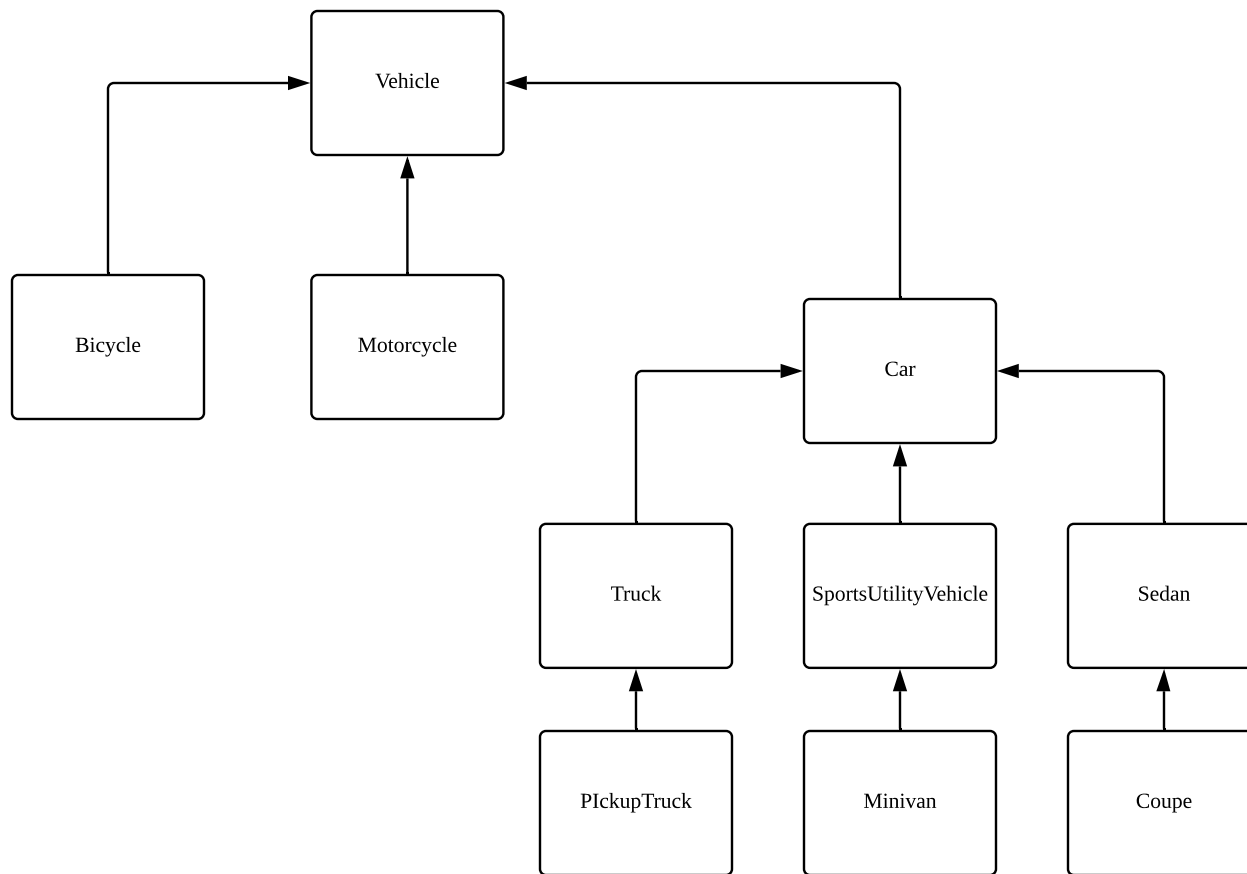 Vehicle
Bicycle
Motorcycle
Car
Truck
SportsUtilityVehicle
Sedan
PIckupTruck
Minivan
Coupe